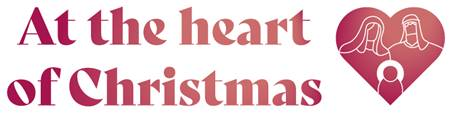 At the heart
of Christmas